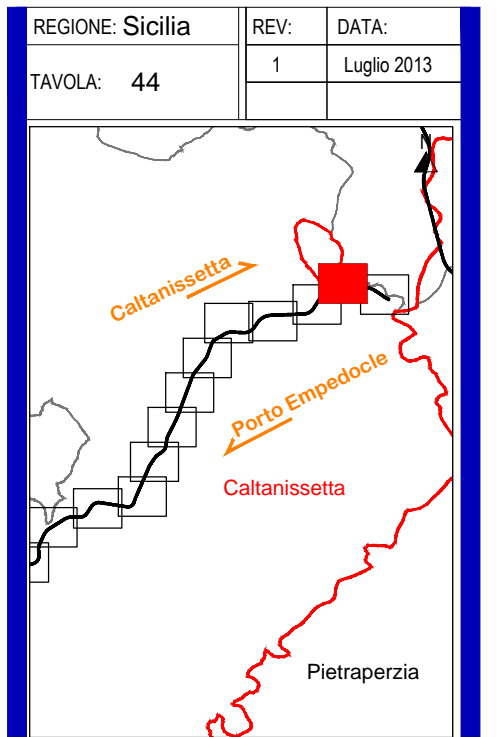 REGIONE: Sicilia
REV:
DATA:
TAVOLA: 44
1
Luglio 2013
N
Caltanissetta
Porto Empedocle
Caltanissetta
Pietraperzia